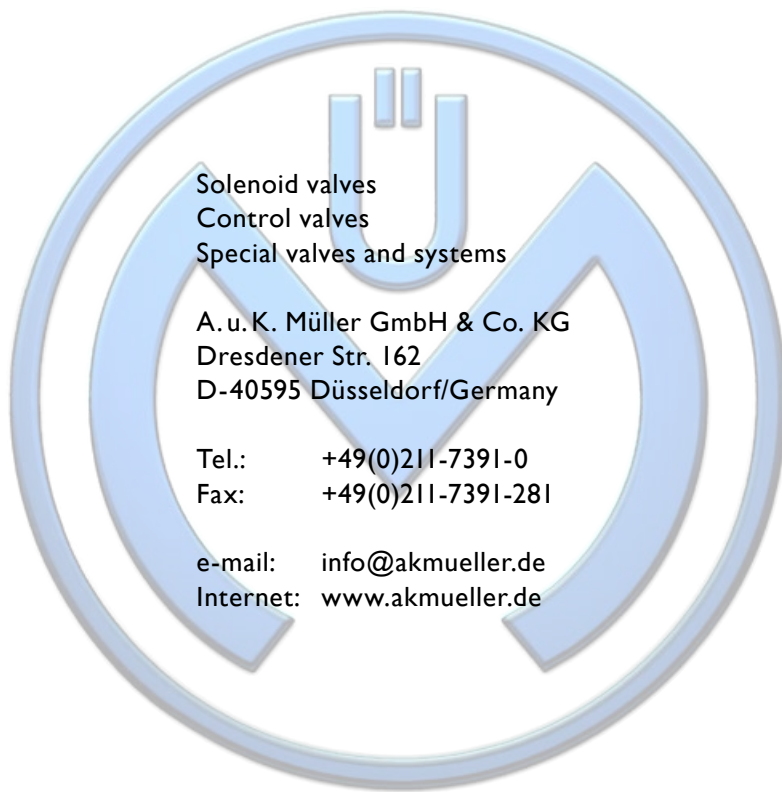 Solenoid valves
Control valves
Special valves and systems
A. u. K. Müller GmbH & Co. KG
Dresdener Str. 162
D-40595 Düsseldorf/Germany
Tel.: +49(0)211-7391-0
Fax: +49(0)211-7391-281
e-mail: info@akmueller.de
Internet: www.akmueller.de